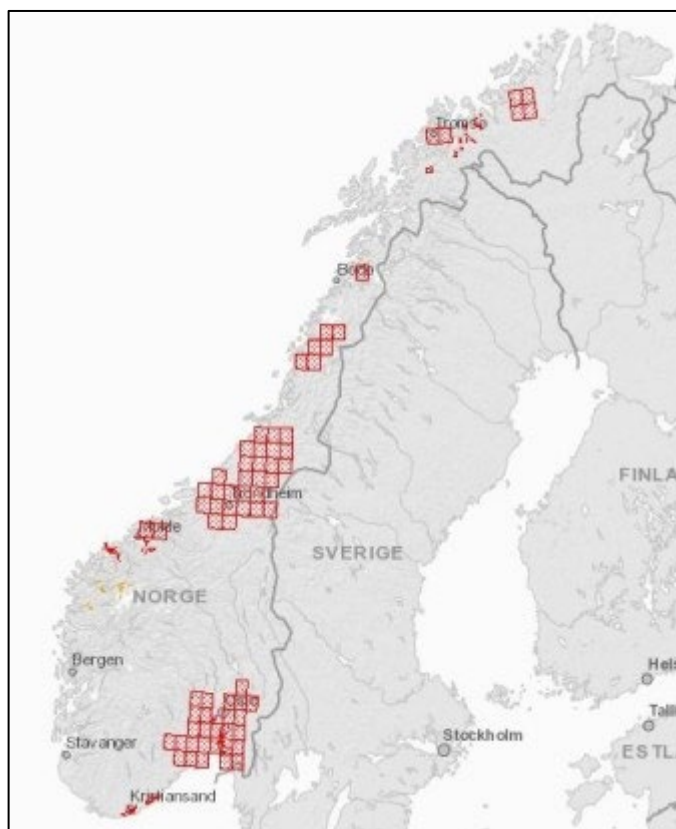 Tromsø
Bodø
Trondheim
FINLA
Molde
SVERIGE
NORGE
Bergen
Hels
Stockholm
Talli
Stavanger
ESTL
Kristiansand